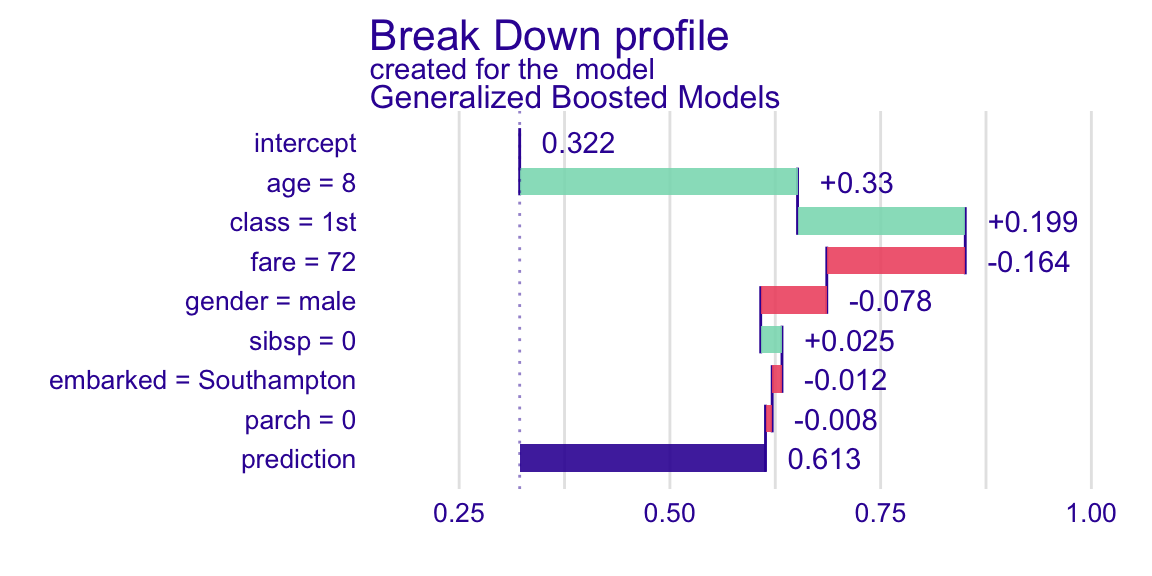 Break Down profile
created for the  model
Generalized Boosted Models
intercept 0.322
age = 8 +0.33
class = 1st +0.199
fare = 72 -0.164
gender = male -0.078
sibsp = 0 +0.025
embarked = Southampton -0.012
parch = 0 -0.008
prediction 0.613
0.25 0.50 0.75 1.00